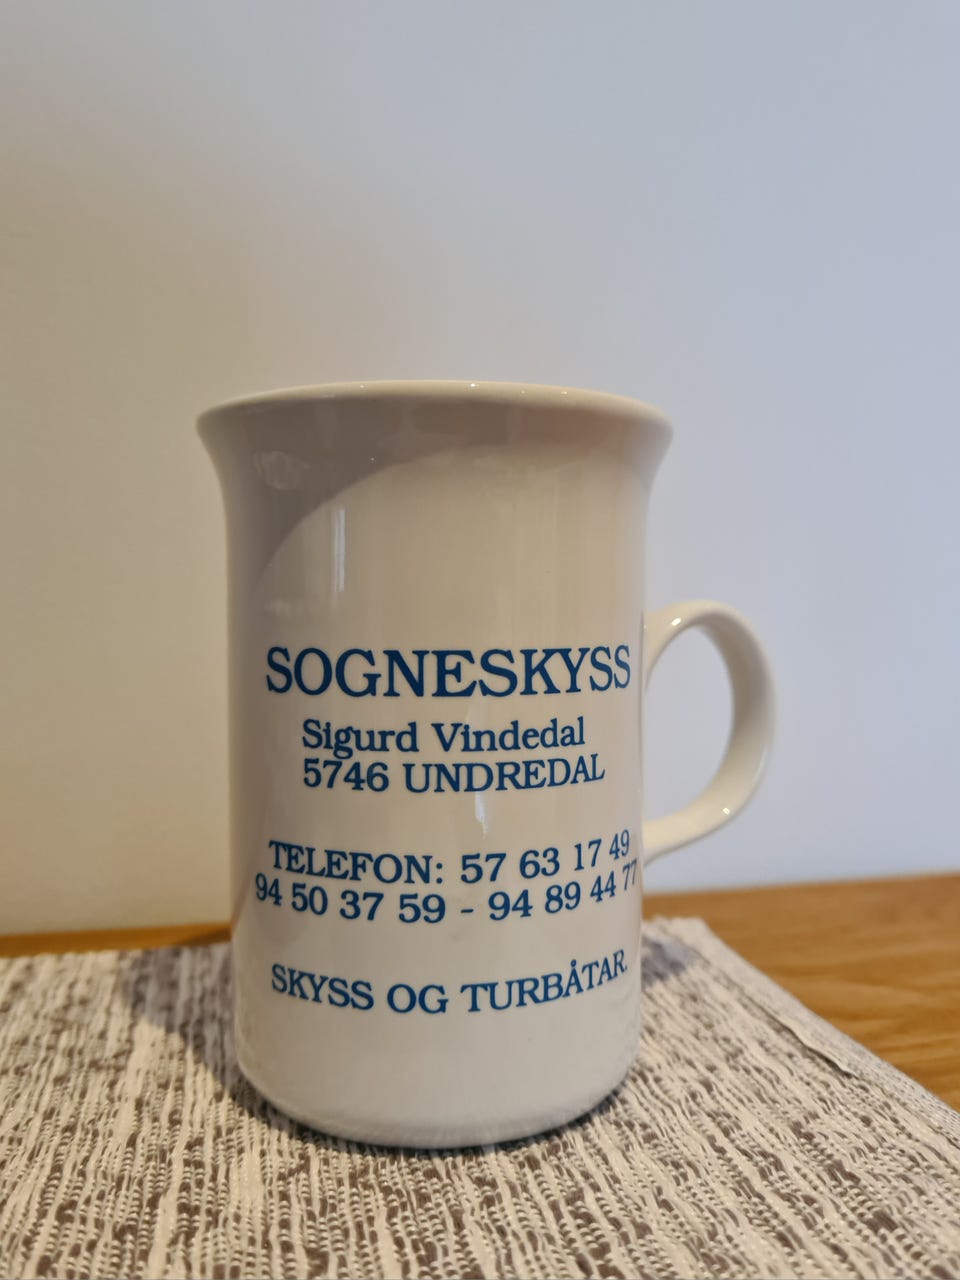 SOGNESKYSS
Sigurd Vindedal
5746 UNDREDAL
TELEFON: 57 63 17 49
94 50 37 59 - 94 89 44 77
SKYSS OG TURBÅTAR.